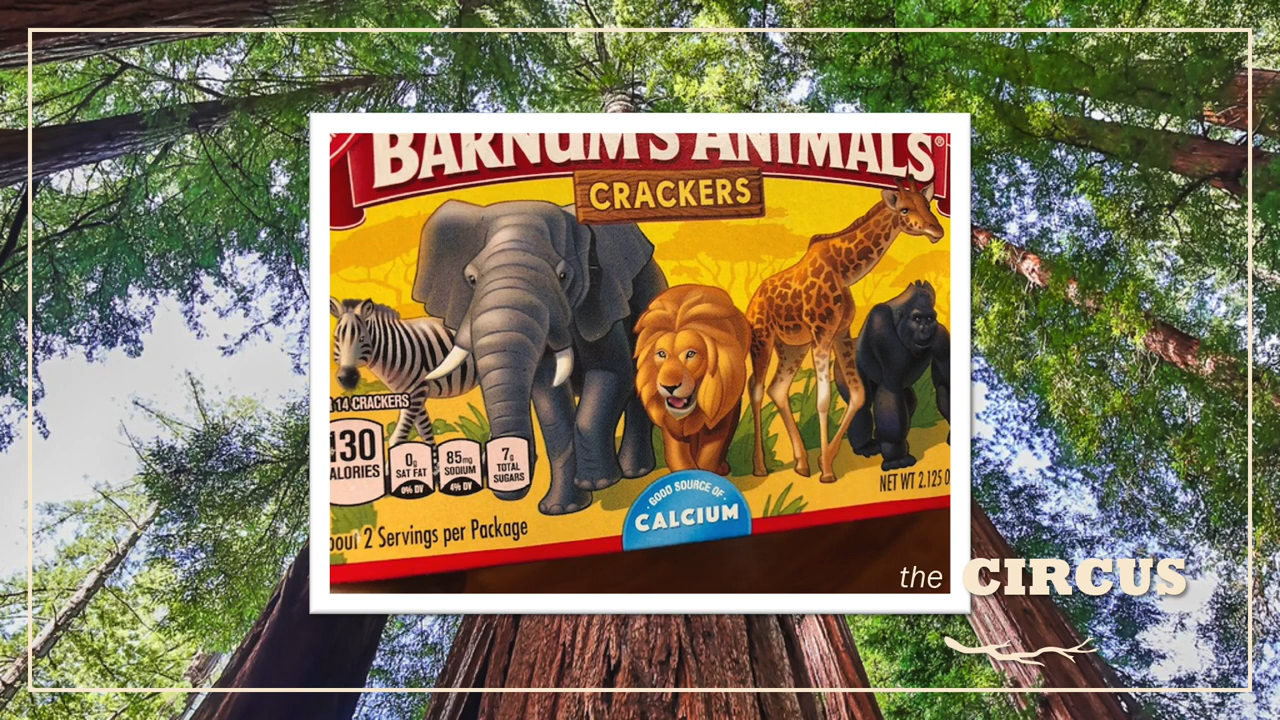 BARNUM'S ANIMALS®
CRACKERS
14 CRACKERS
130
CALORIES
0g
SAT FAT
0% DV
85mg
SODIUM
4% DV
7g
TOTAL
SUGARS
GOOD SOURCE OF
CALCIUM
NET WT 2.125
2 Servings per Package
the CIRCUS